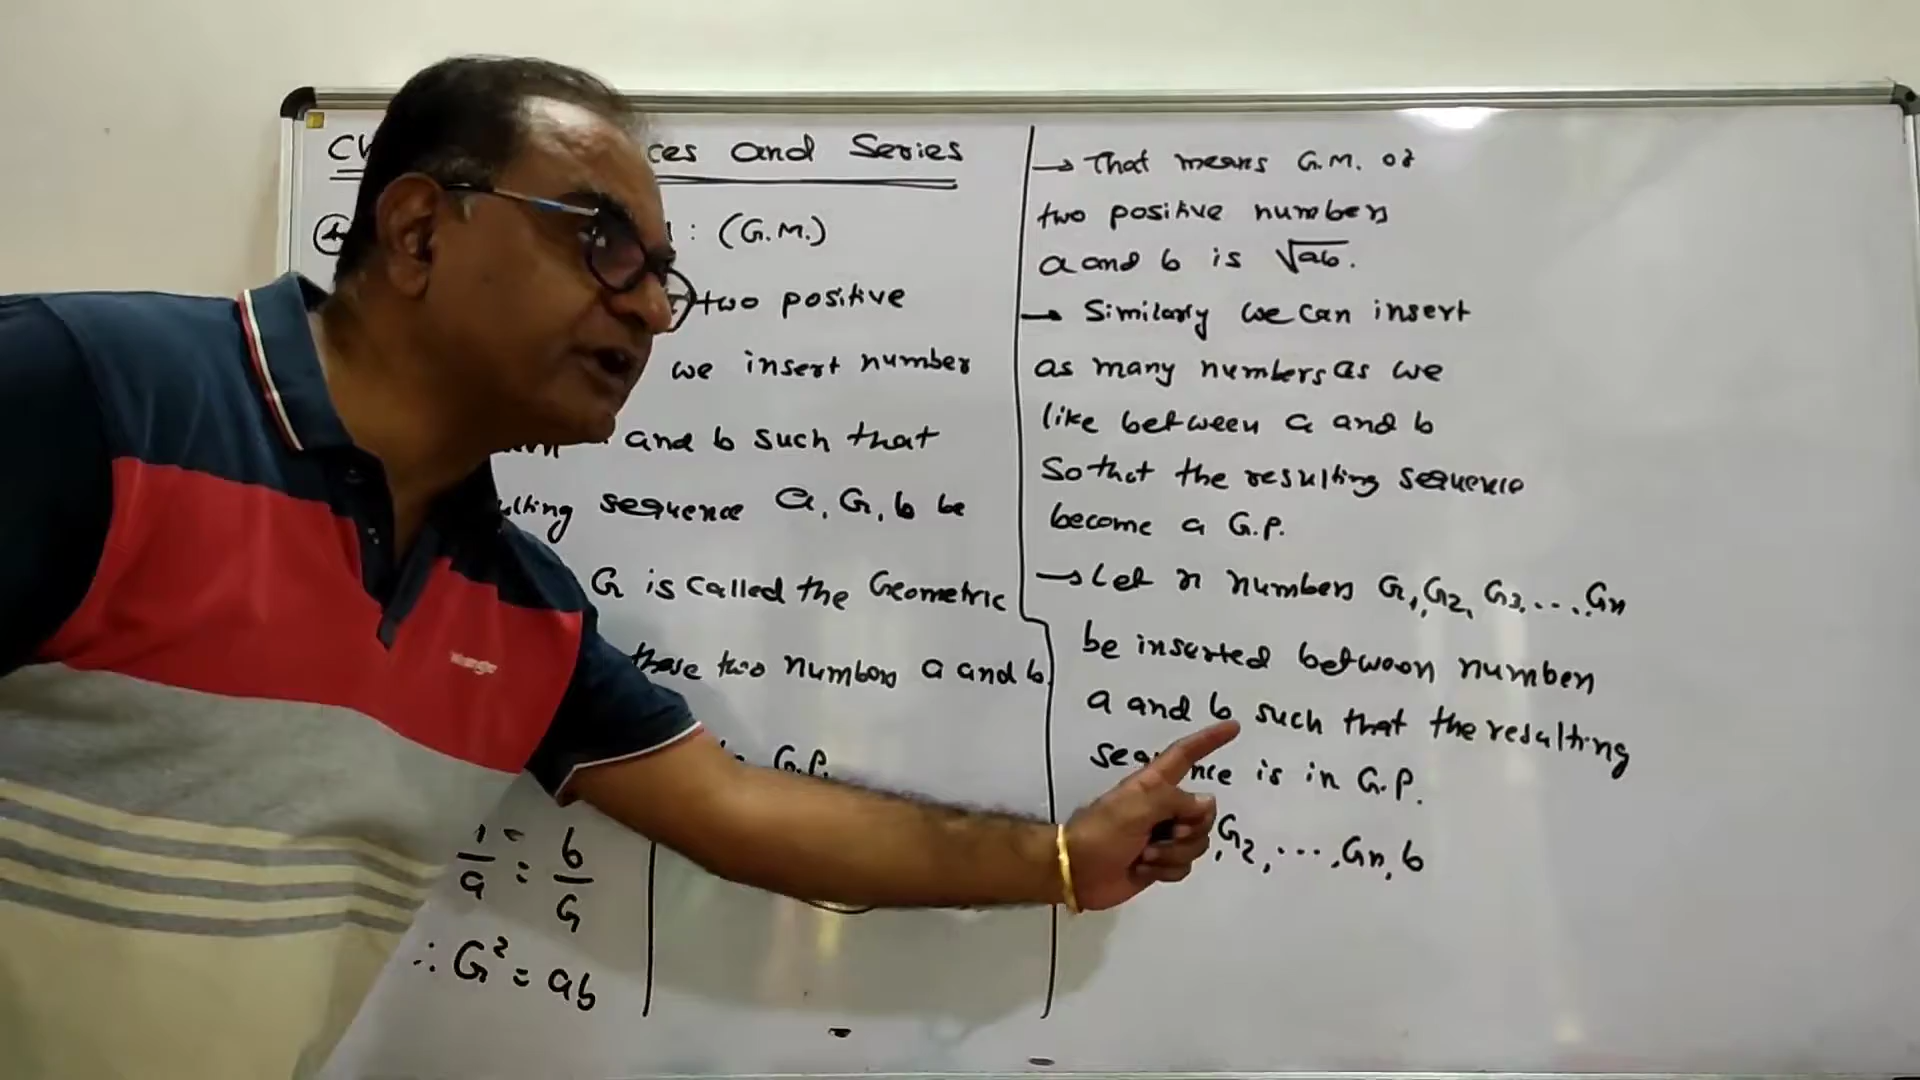 ces and Series
: (G.M.)
two positive
we insert number
and b such that
sequence a, G, b be
G is called the Geometric
these two numbers a and b
G.P.
G/a = b/G
∴ G² = ab
→ That means G.M. of
two positive numbers
a and b is √ab.
→ Similarly we can insert
as many numbers as we
like between a and b
So that the resulting sequence
become a G.P.
→ Let n numbers G₁, G₂, G₃, ...., Gn
be inserted between number
a and b such that the resulting
is in G.P.
, G₂, ..., Gn, b
Wrangler